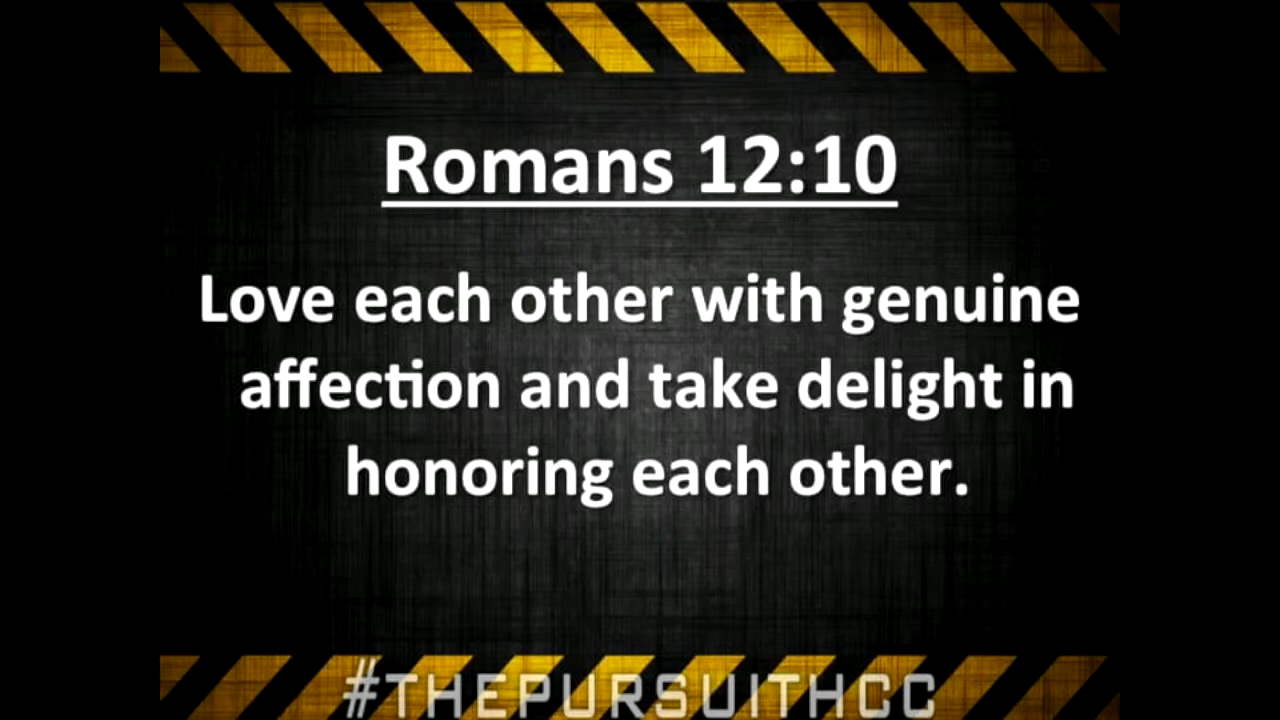 Romans 12:10
Love each other with genuine
affection and take delight in
honoring each other.
#THEPURSUITHCC